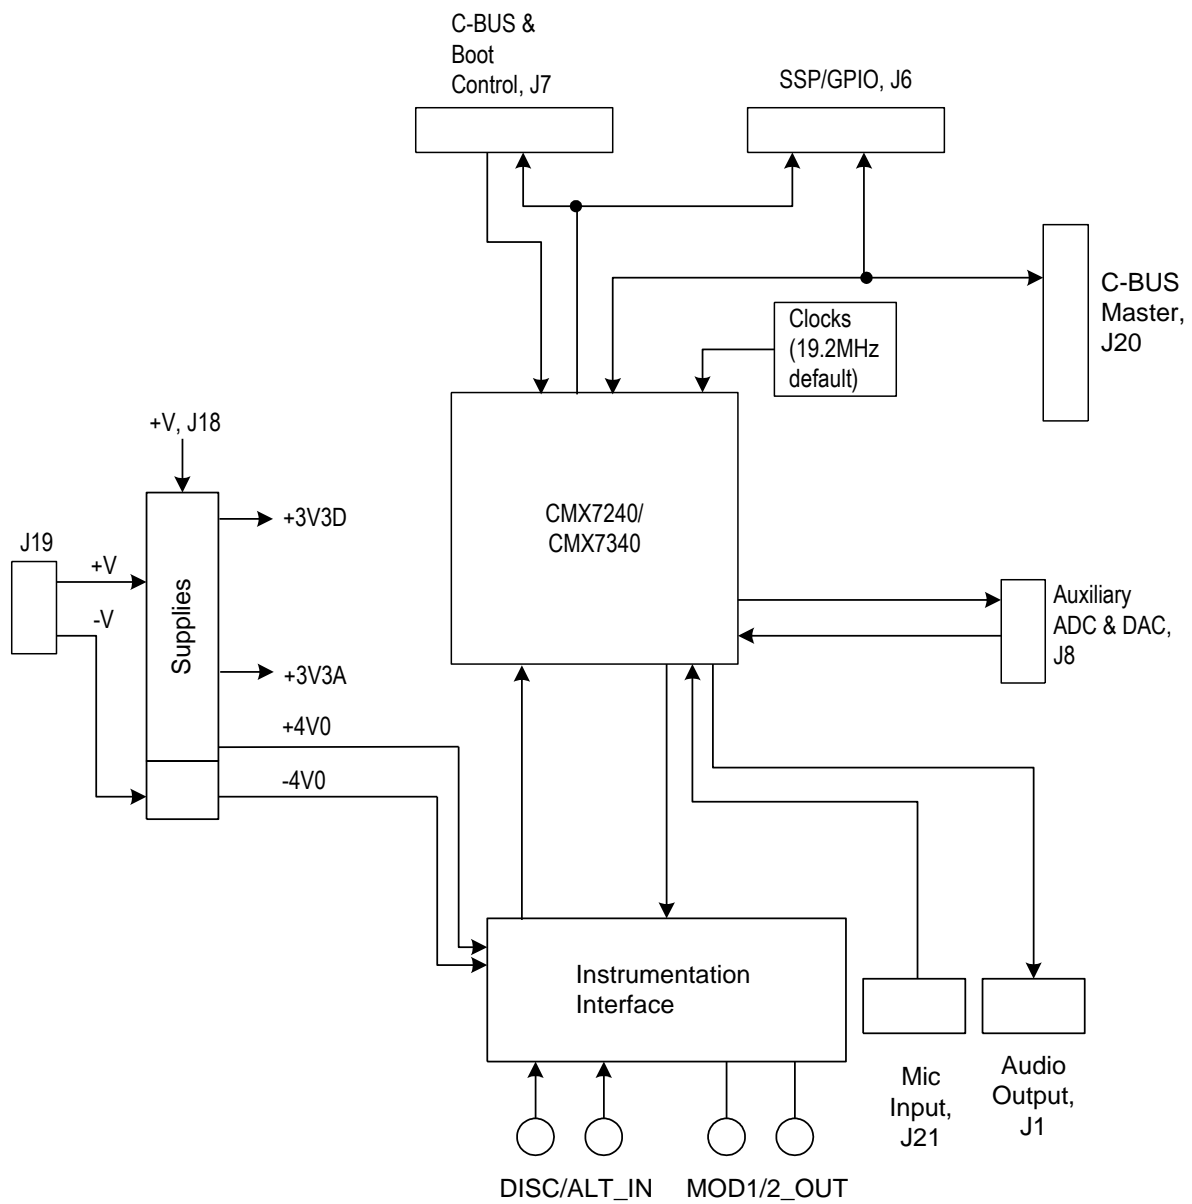 C-BUS &
Boot
Control, J7
SSP/GPIO, J6
C-BUS
Master,
J20
Clocks
(19.2MHz
default)
+V, J18
CMX7240/
CMX7340
+3V3D
J19
+V
-V
Supplies
+3V3A
+4V0
-4V0
Auxiliary
ADC & DAC,
J8
Instrumentation
Interface
Mic
Input,
J21
Audio
Output,
J1
DISC/ALT_IN
MOD1/2_OUT